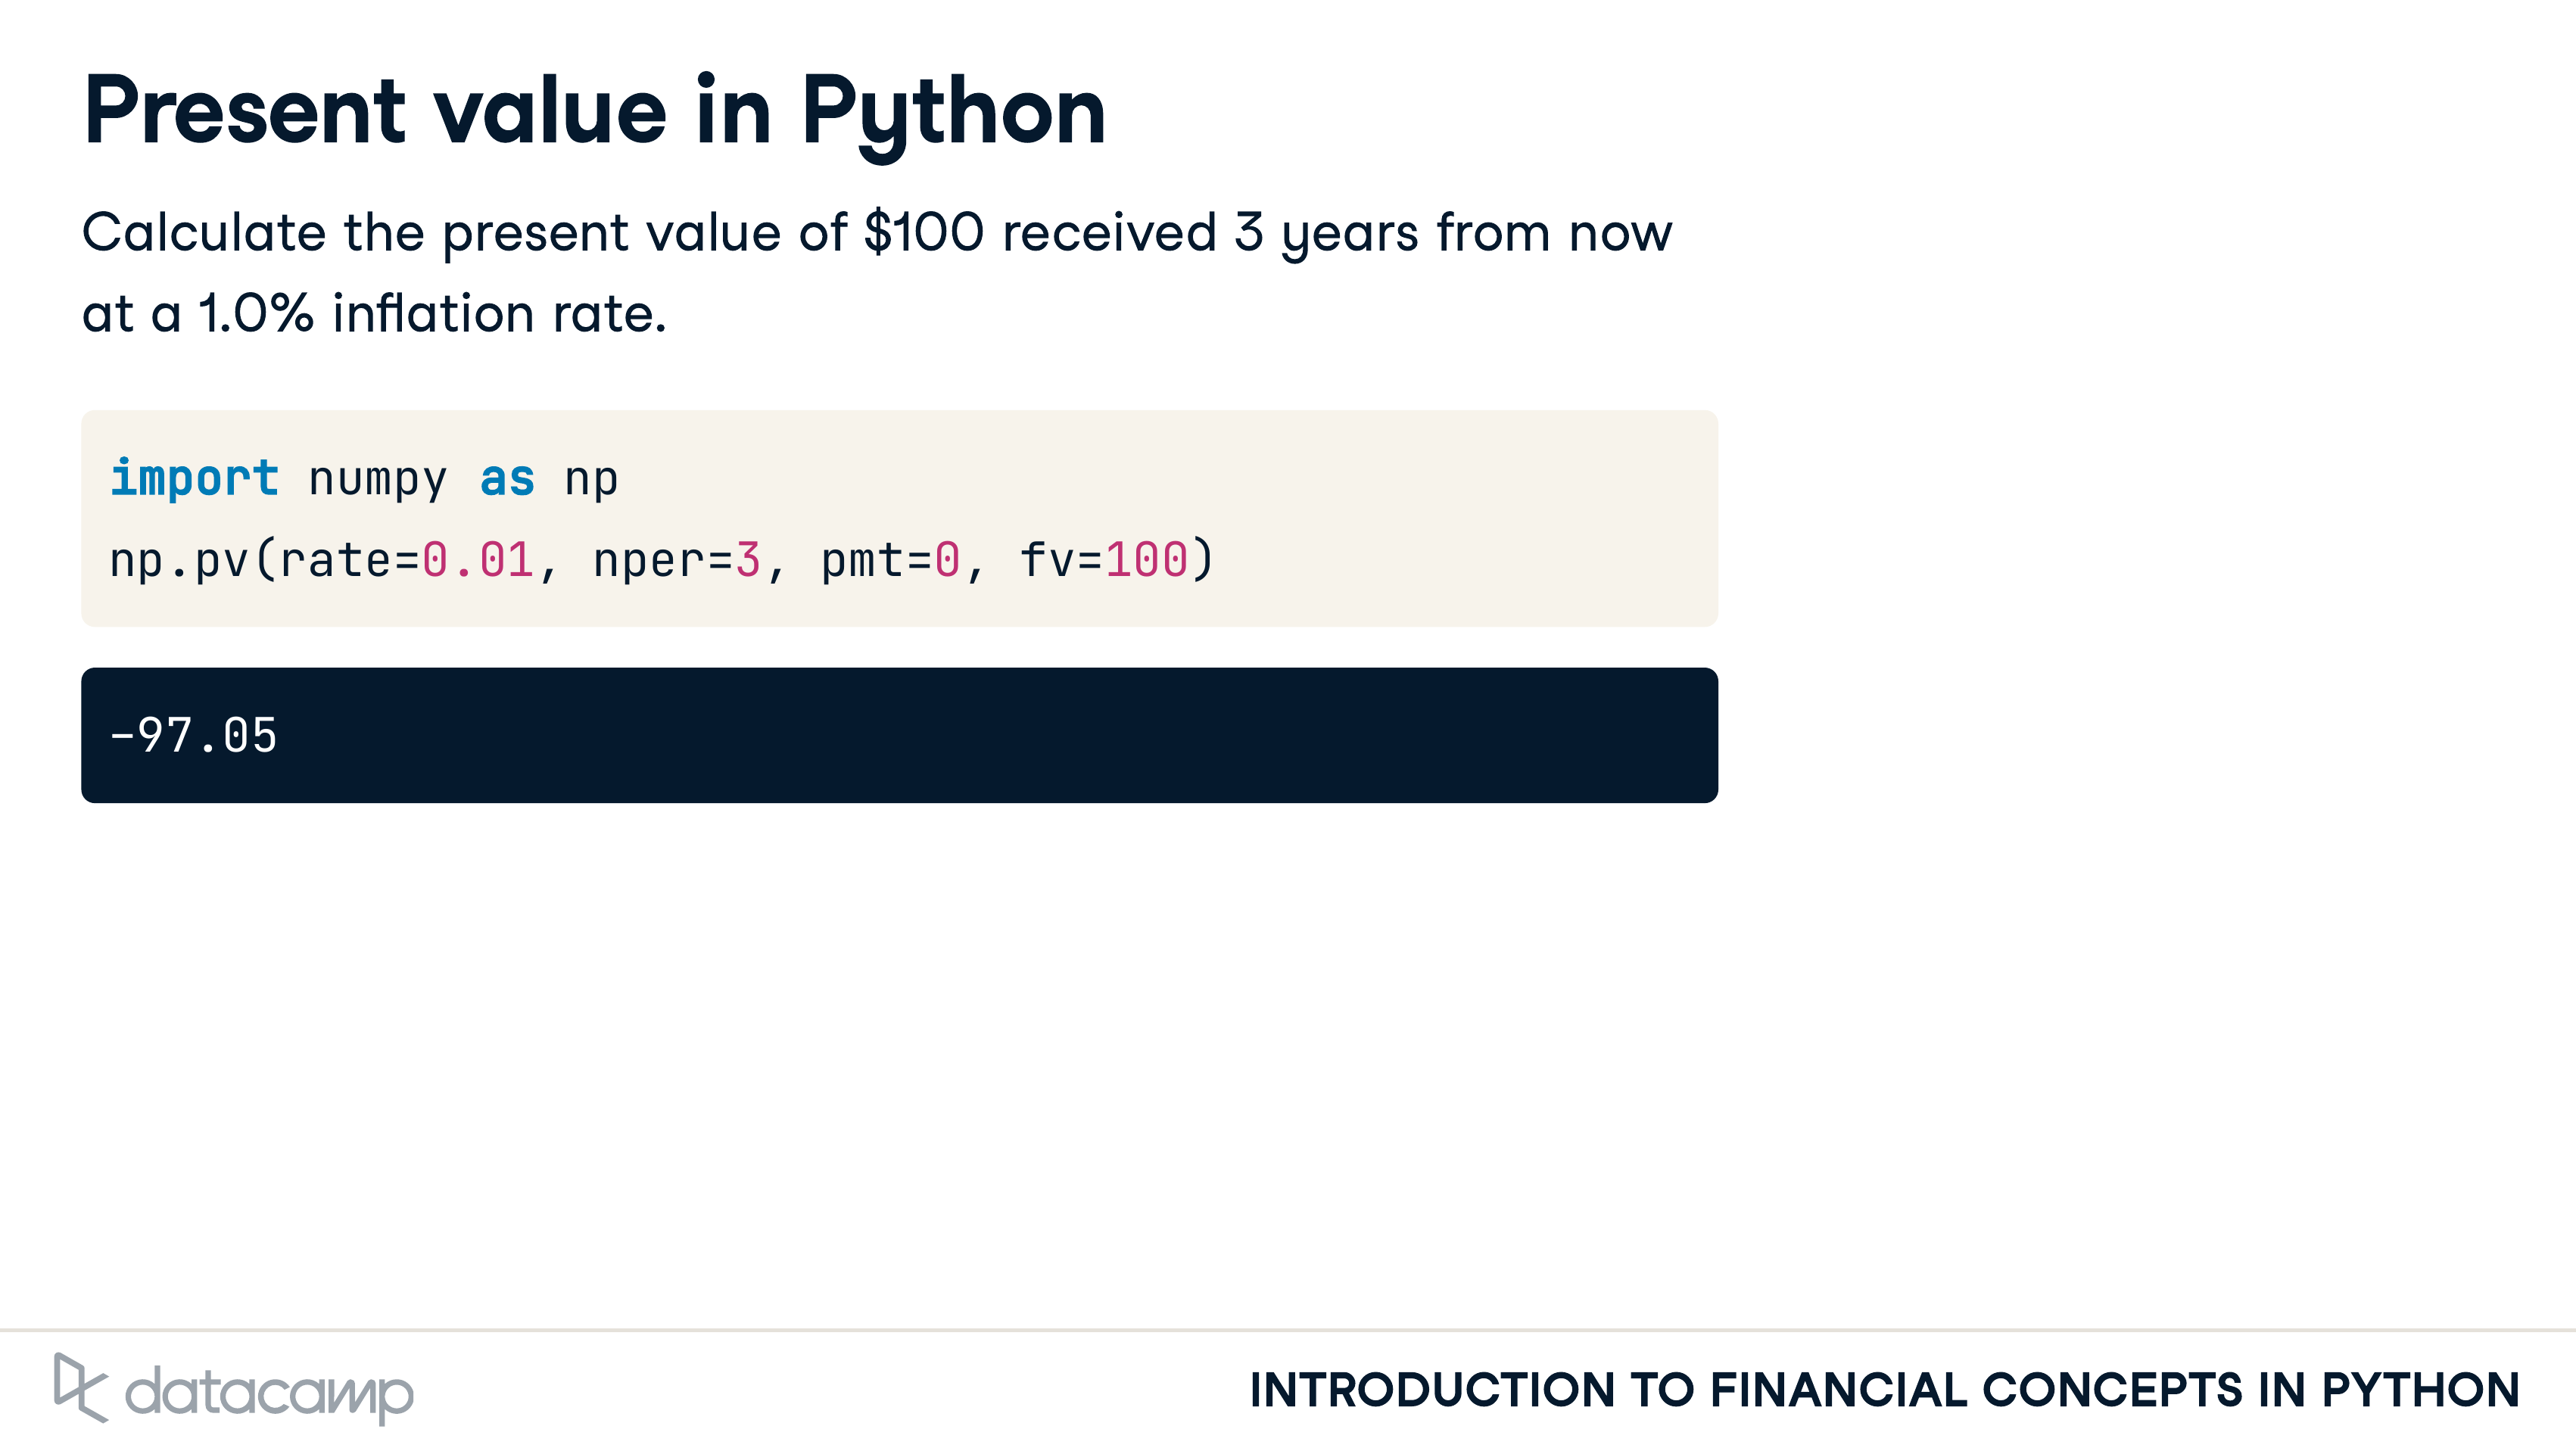 Present value in Python
Calculate the present value of $100 received 3 years from now
at a 1.0% inflation rate.
import numpy as np
np.pv(rate=0.01, nper=3, pmt=0, fv=100)
-97.05
datacamp
INTRODUCTION TO FINANCIAL CONCEPTS IN PYTHON